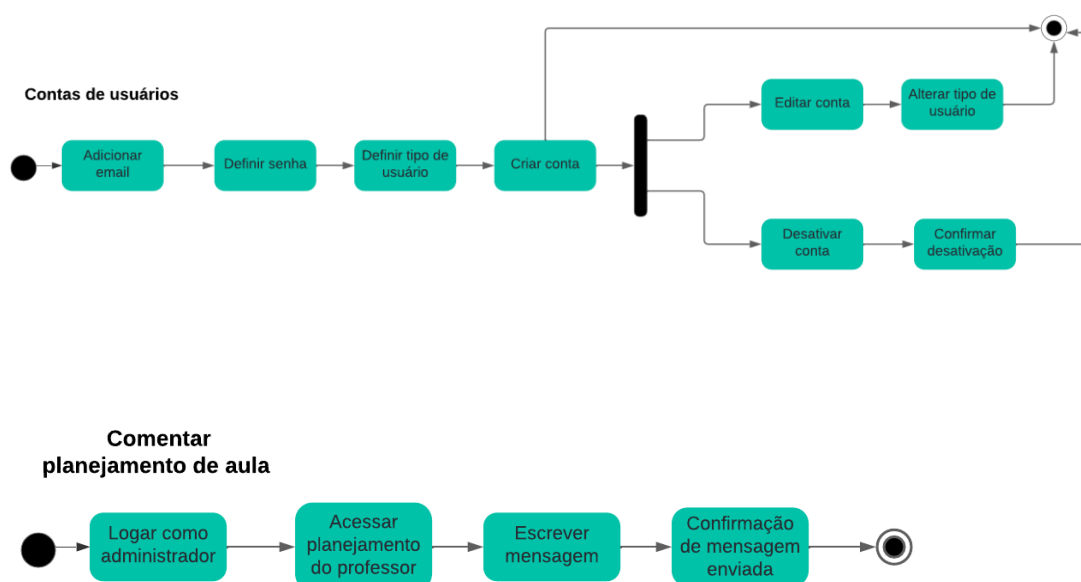 Contas de usuários
Adicionar
email
Definir senha
Definir tipo de
usuário
Criar conta
Editar conta
Alterar tipo de
usuário
Desativar
conta
Confirmar
desativação
Comentar
planejamento de aula
Logar como
administrador
Acessar
planejamento
do professor
Escrever
mensagem
Confirmação
de mensagem
enviada